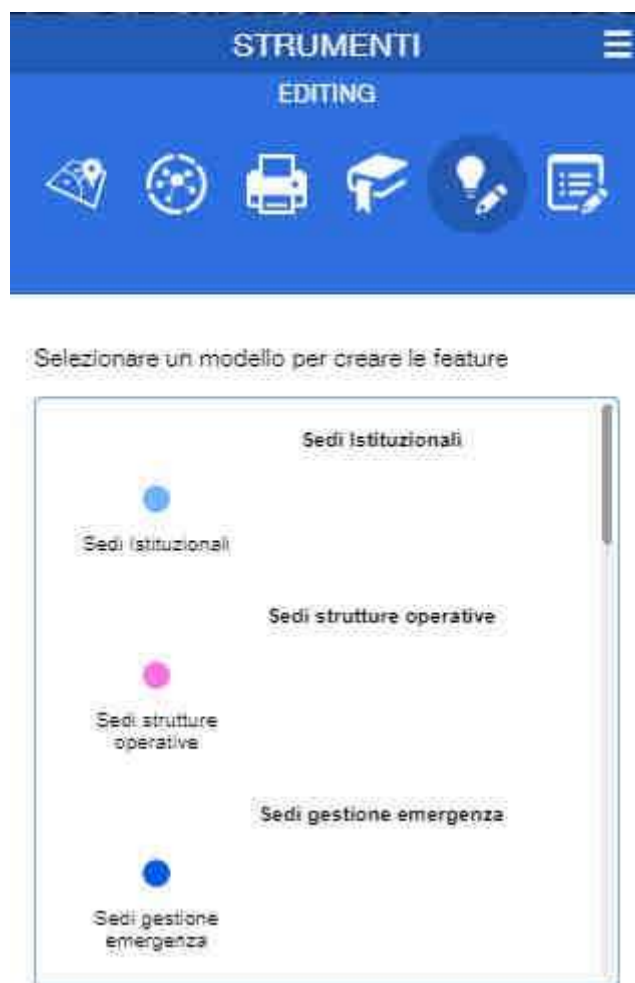 STRUMENTI
EDITING
Selezionare un modello per creare le feature
Sedi Istituzionali
Sedi Istituzionali
Sedi strutture operative
Sedi strutture
operative
Sedi gestione emergenza
Sedi gestione
emergenza